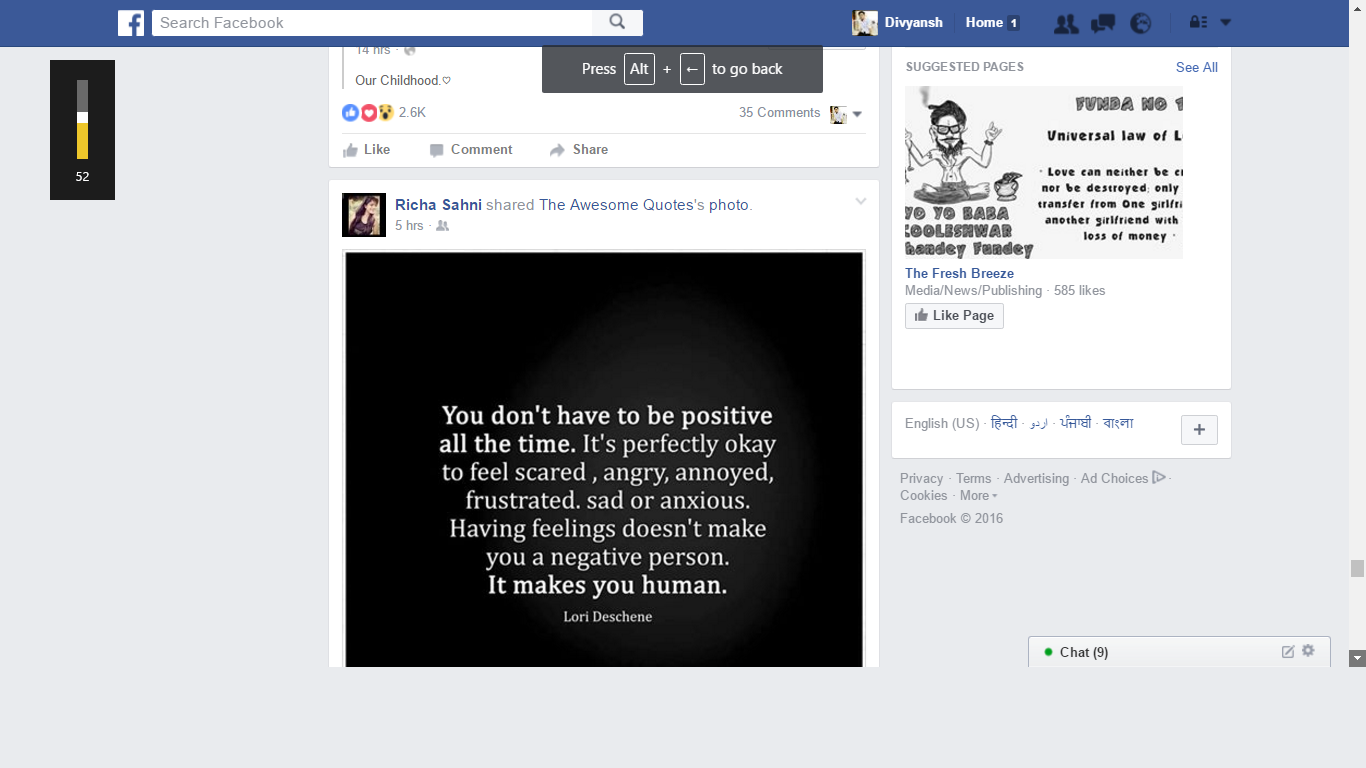 Search Facebook
Divyansh
Home 1
Press Alt + ← to go back
52
14 hrs ·
Our Childhood.♡
2.6K
35 Comments
Like Comment Share
Richa Sahni shared The Awesome Quotes's photo.
5 hrs ·
You don't have to be positive
all the time. It's perfectly okay
to feel scared , angry, annoyed,
frustrated. sad or anxious.
Having feelings doesn't make
you a negative person.
It makes you human.
Lori Deschene
SUGGESTED PAGES See All
FUNDA NO
Universal law of
· Love can neither be
nor be destroyed; only
transfer from One
another girlfriend with
loss of money ·
YO YO BABA
KOOLESHWAR
Fundey
The Fresh Breeze
Media/News/Publishing · 585 likes
Like Page
English (US) · हिन्दी · اردو · ਪੰਜਾਬੀ · বাংলা
+
Privacy · Terms · Advertising · Ad Choices ·
Cookies · More
Facebook © 2016
Chat (9)